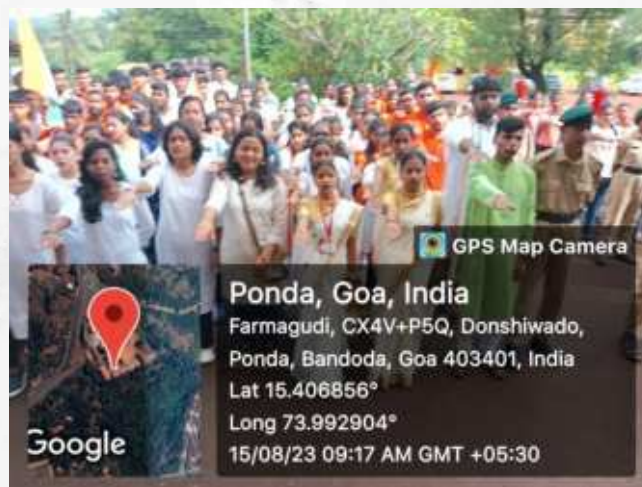 GPS Map Camera
Ponda, Goa, India
Farmagudi, CX4V+P5Q, Donshiwado,
Ponda, Bandoda, Goa 403401, India
Lat 15.406856°
Long 73.992904°
15/08/23 09:17 AM GMT +05:30
Google